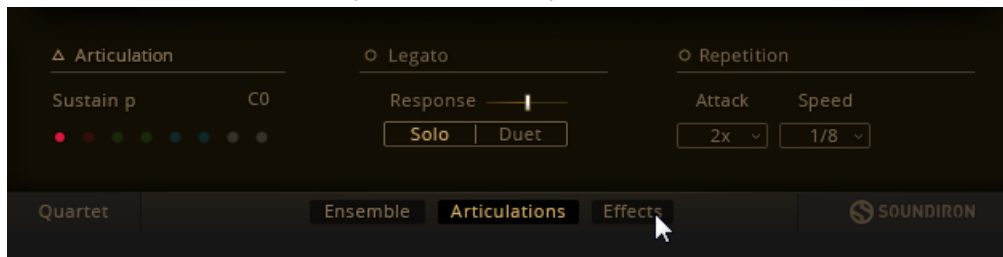 Articulation
Legato
Repetition
Sustain p C0
Response
Attack Speed
Solo | Duet
2x 1/8
Quartet
Ensemble Articulations Effects
SOUNDIRON